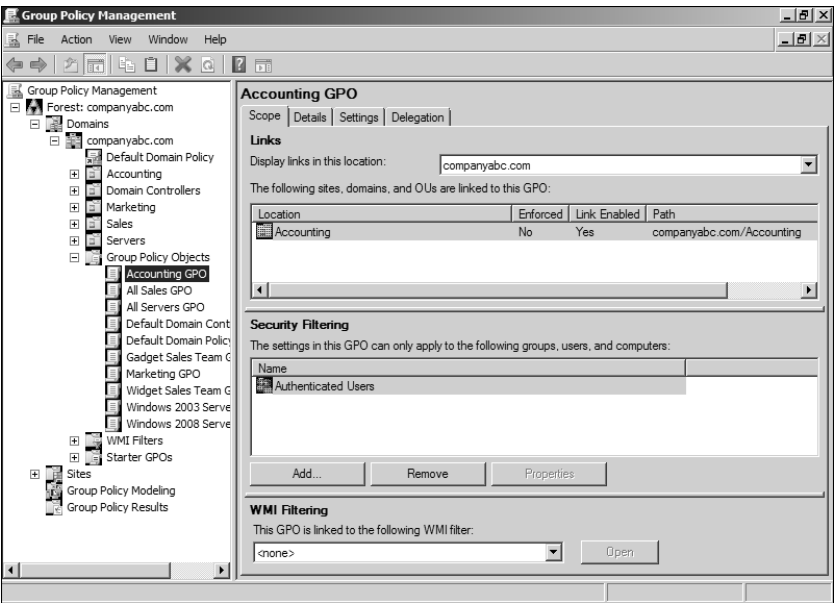 Group Policy Management
File Action View Window Help
Group Policy Management
Forest: companyabc.com
Domains
companyabc.com
Default Domain Policy
Accounting
Domain Controllers
Marketing
Sales
Servers
Group Policy Objects
Accounting GPO
All Sales GPO
All Servers GPO
Default Domain Cont
Default Domain Policy
Gadget Sales Team G
Marketing GPO
Widget Sales Team G
Windows 2003 Serve
Windows 2008 Serve
WMI Filters
Starter GPOs
Sites
Group Policy Modeling
Group Policy Results
Accounting GPO
Scope Details Settings Delegation
Links
Display links in this location: companyabc.com
The following sites, domains, and OUs are linked to this GPO:
Location Enforced Link Enabled Path
Accounting No Yes companyabc.com/Accounting
Security Filtering
The settings in this GPO can only apply to the following groups, users, and computers:
Name
Authenticated Users
Add... Remove Properties
WMI Filtering
This GPO is linked to the following WMI filter:
<none> Open